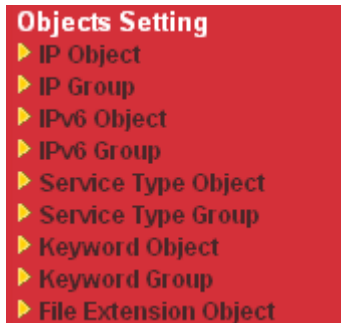 Objects Setting
IP Object
IP Group
IPv6 Object
IPv6 Group
Service Type Object
Service Type Group
Keyword Object
Keyword Group
File Extension Object